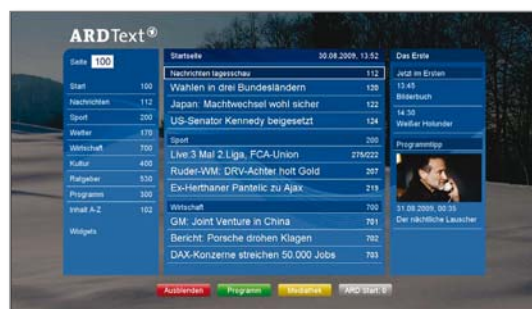 ARD Text
Seite 100
Start 100
Nachrichten 112
Sport 200
Wetter 170
Wirtschaft 700
Kultur 400
Ratgeber 530
Programm 300
Inhalt A-Z 102
Widgets
Startseite 30.08.2009, 13:52
Nachrichten tagesschau 112
Wahlen in drei Bundesländern 120
Japan: Machtwechsel wohl sicher 122
US-Senator Kennedy beigesetzt 124
Sport 200
Live:3 Mal 2.Liga, FCA-Union 275/222
Ruder-WM: DRV-Achter holt Gold 207
Ex-Herthaner Pantelic zu Ajax 219
Wirtschaft 700
GM: Joint Venture in China 701
Bericht: Porsche drohen Klagen 702
DAX-Konzerne streichen 50.000 Jobs 703
Das Erste
Jetzt im Ersten
13:45
Bilderbuch
14:30
Weißer Holunder
Programmtipp
31.08.2009, 00:35
Der nächtliche Lauscher
Ausblenden Programm Mediathek ARD Start: 0